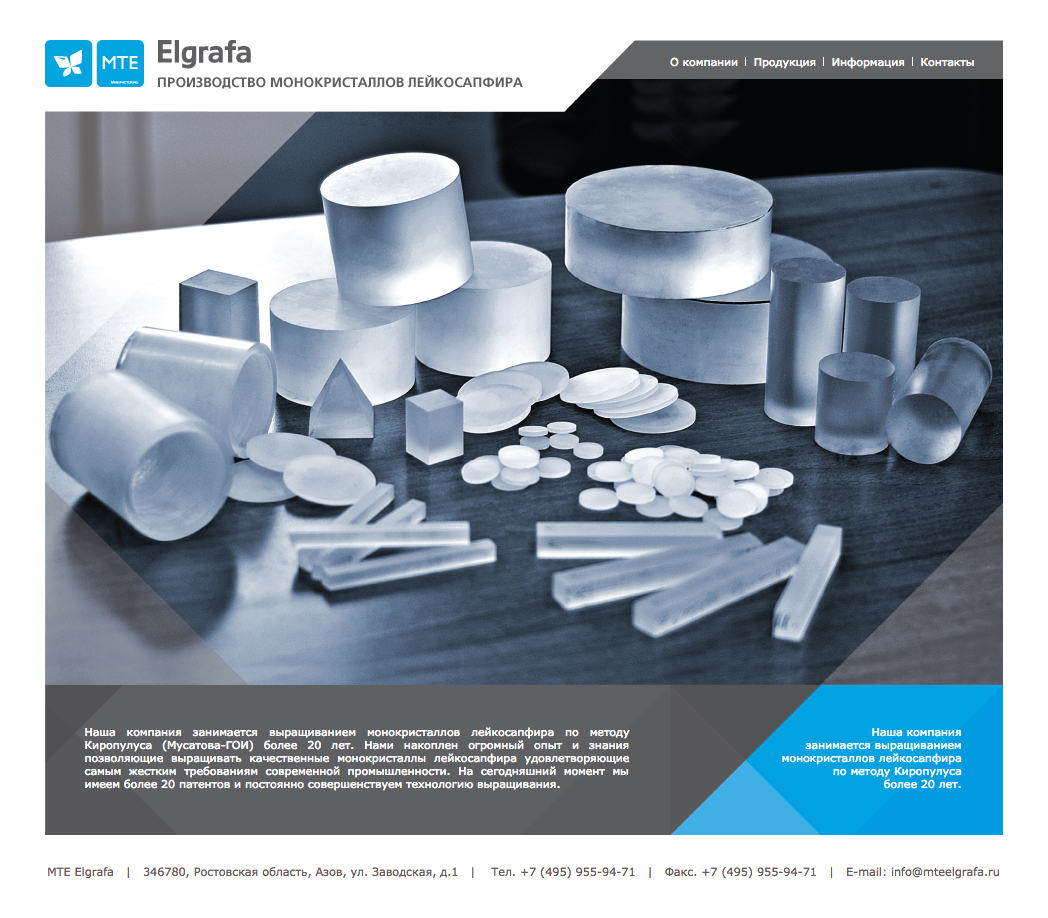 MTE
MANUFACTURING
Elgrafa
ПРОИЗВОДСТВО МОНОКРИСТАЛЛОВ ЛЕЙКОСАПФИРА
О компании | Продукция | Информация | Контакты
Наша компания занимается выращиванием монокристаллов лейкосапфира по методу
Киропулуса (Мусатова-ГОИ) более 20 лет. Нами накоплен огромный опыт и знания
позволяющие выращивать качественные монокристаллы лейкосапфира удовлетворяющие
самым жестким требованиям современной промышленности. На сегодняшний момент мы
имеем более 20 патентов и постоянно совершенствуем технологию выращивания.
Наша компания
занимается выращиванием
монокристаллов лейкосапфира
по методу Киропулуса
более 20 лет.
MTE Elgrafa | 346780, Ростовская область, Азов, ул. Заводская, д.1 | Тел. +7 (495) 955-94-71 | Факс. +7 (495) 955-94-71 | E-mail: info@mteelgrafa.ru